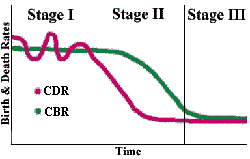 Stage I Stage II Stage III
Birth & Death Rates
CDR
CBR
Time